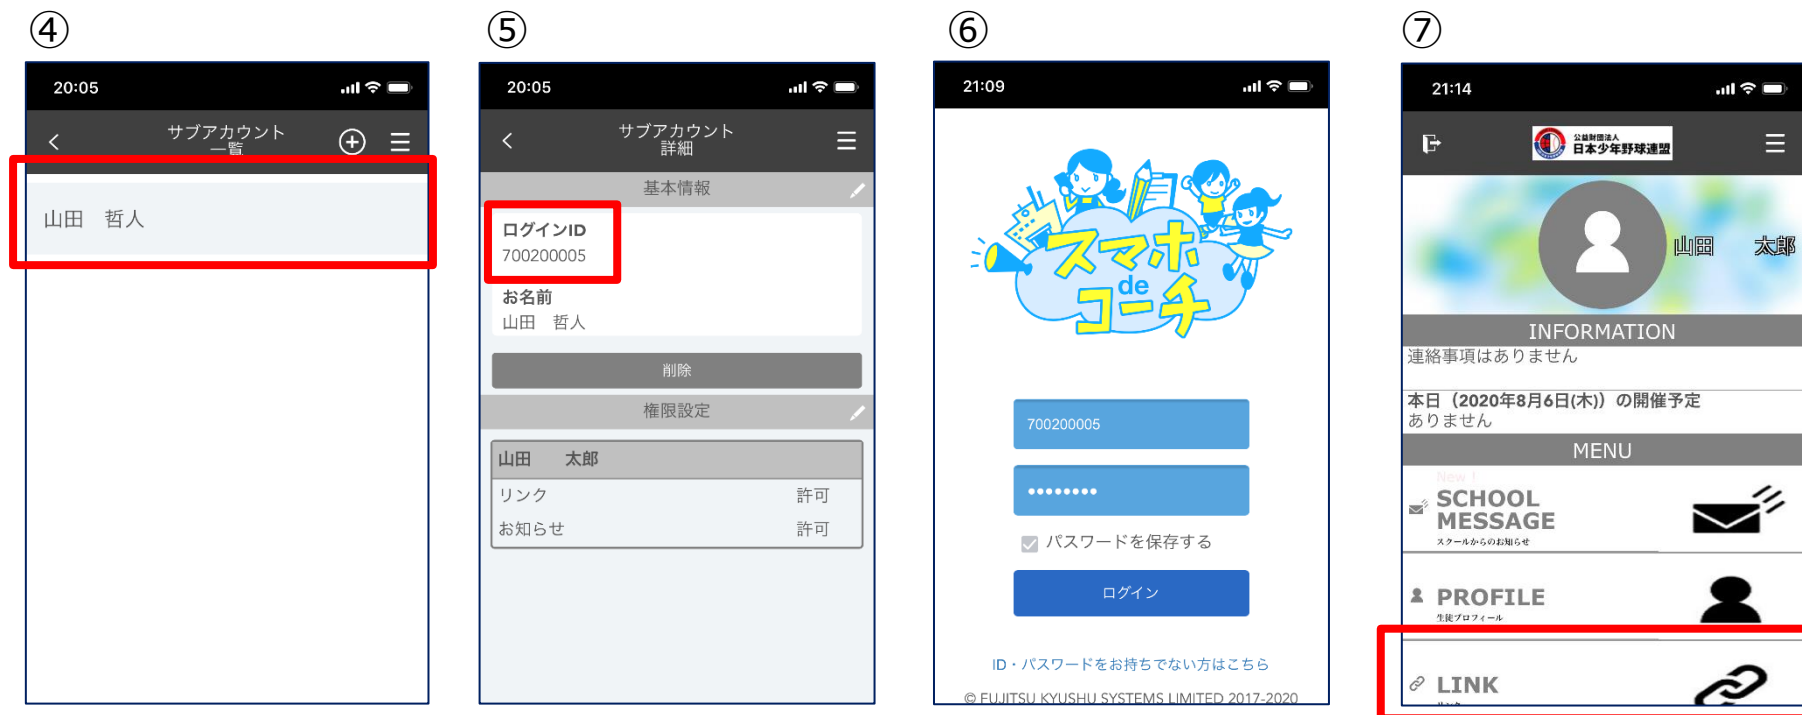 ④
20:05
サブアカウント
一覧
山田 哲人
⑤
20:05
サブアカウント
詳細
基本情報
ログインID
700200005
お名前
山田 哲人
削除
権限設定
山田 太郎
リンク 許可
お知らせ 許可
⑥
21:09
スマホ
de
コーチ
700200005
••••••••
パスワードを保存する
ログイン
ID・パスワードをお持ちでない方はこちら
© FUJITSU KYUSHU SYSTEMS LIMITED 2017-2020
⑦
21:14
公益財団法人
日本少年野球連盟
山田 太郎
INFORMATION
連絡事項はありません
本日（2020年8月6日(木)）の開催予定
ありません
MENU
New !
SCHOOL
MESSAGE
スクールからのお知らせ
PROFILE
生徒プロフィール
LINK